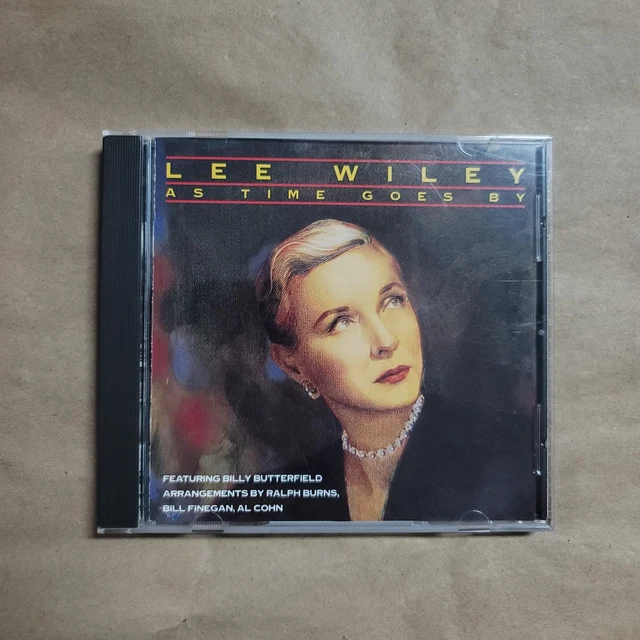 LEE WILEY
AS TIME GOES BY
FEATURING BILLY BUTTERFIELD
ARRANGEMENTS BY RALPH BURNS,
BILL FINEGAN, AL COHN